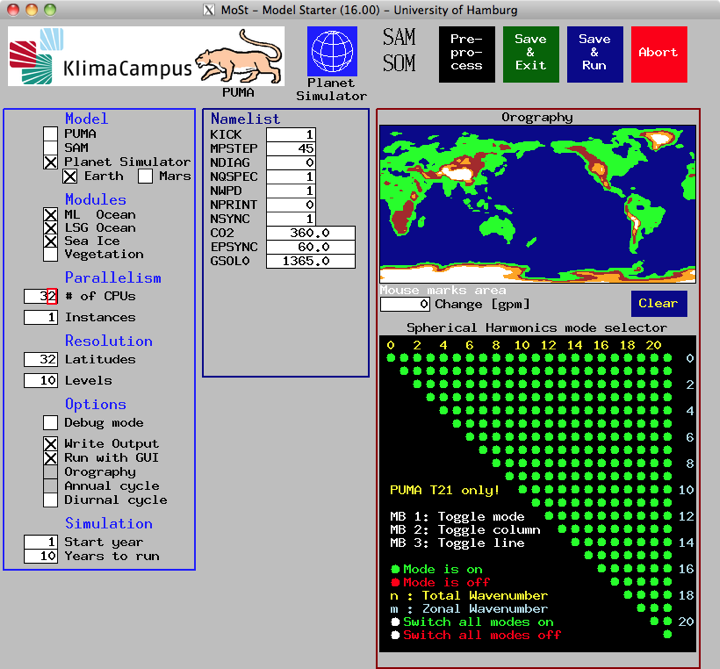 MoSt - Model Starter (16.00) - University of Hamburg
KlimaCampus
PUMA
Planet
Simulator
SAM
SOM
Pre-
pro-
cess
Save
&
Exit
Save
&
Run
Abort
Model
PUMA
SAM
Planet Simulator
Earth Mars
Modules
ML Ocean
LSG Ocean
Sea Ice
Vegetation
Parallelism
32 # of CPUs
1 Instances
Resolution
32 Latitudes
10 Levels
Options
Debug mode
Write Output
Run with GUI
Orography
Annual cycle
Diurnal cycle
Simulation
1 Start year
10 Years to run
Namelist
KICK 1
MPSTEP 45
NDIAG 0
NQSPEC 1
NWPD 1
NPRINT 0
NSYNC 1
CO2 360.0
EPSYNC 60.0
GSOL0 1365.0
Orography
Mouse marks area
0 Change [gpm]
Clear
Spherical Harmonics mode selector
0 2 4 6 8 10 12 14 16 18 20
0
2
4
6
8
PUMA T21 only! 10
MB 1: Toggle mode 12
MB 2: Toggle column
MB 3: Toggle line 14
Mode is on 16
Mode is off
n : Total Wavenumber 18
m : Zonal Wavenumber
Switch all modes on 20
Switch all modes off